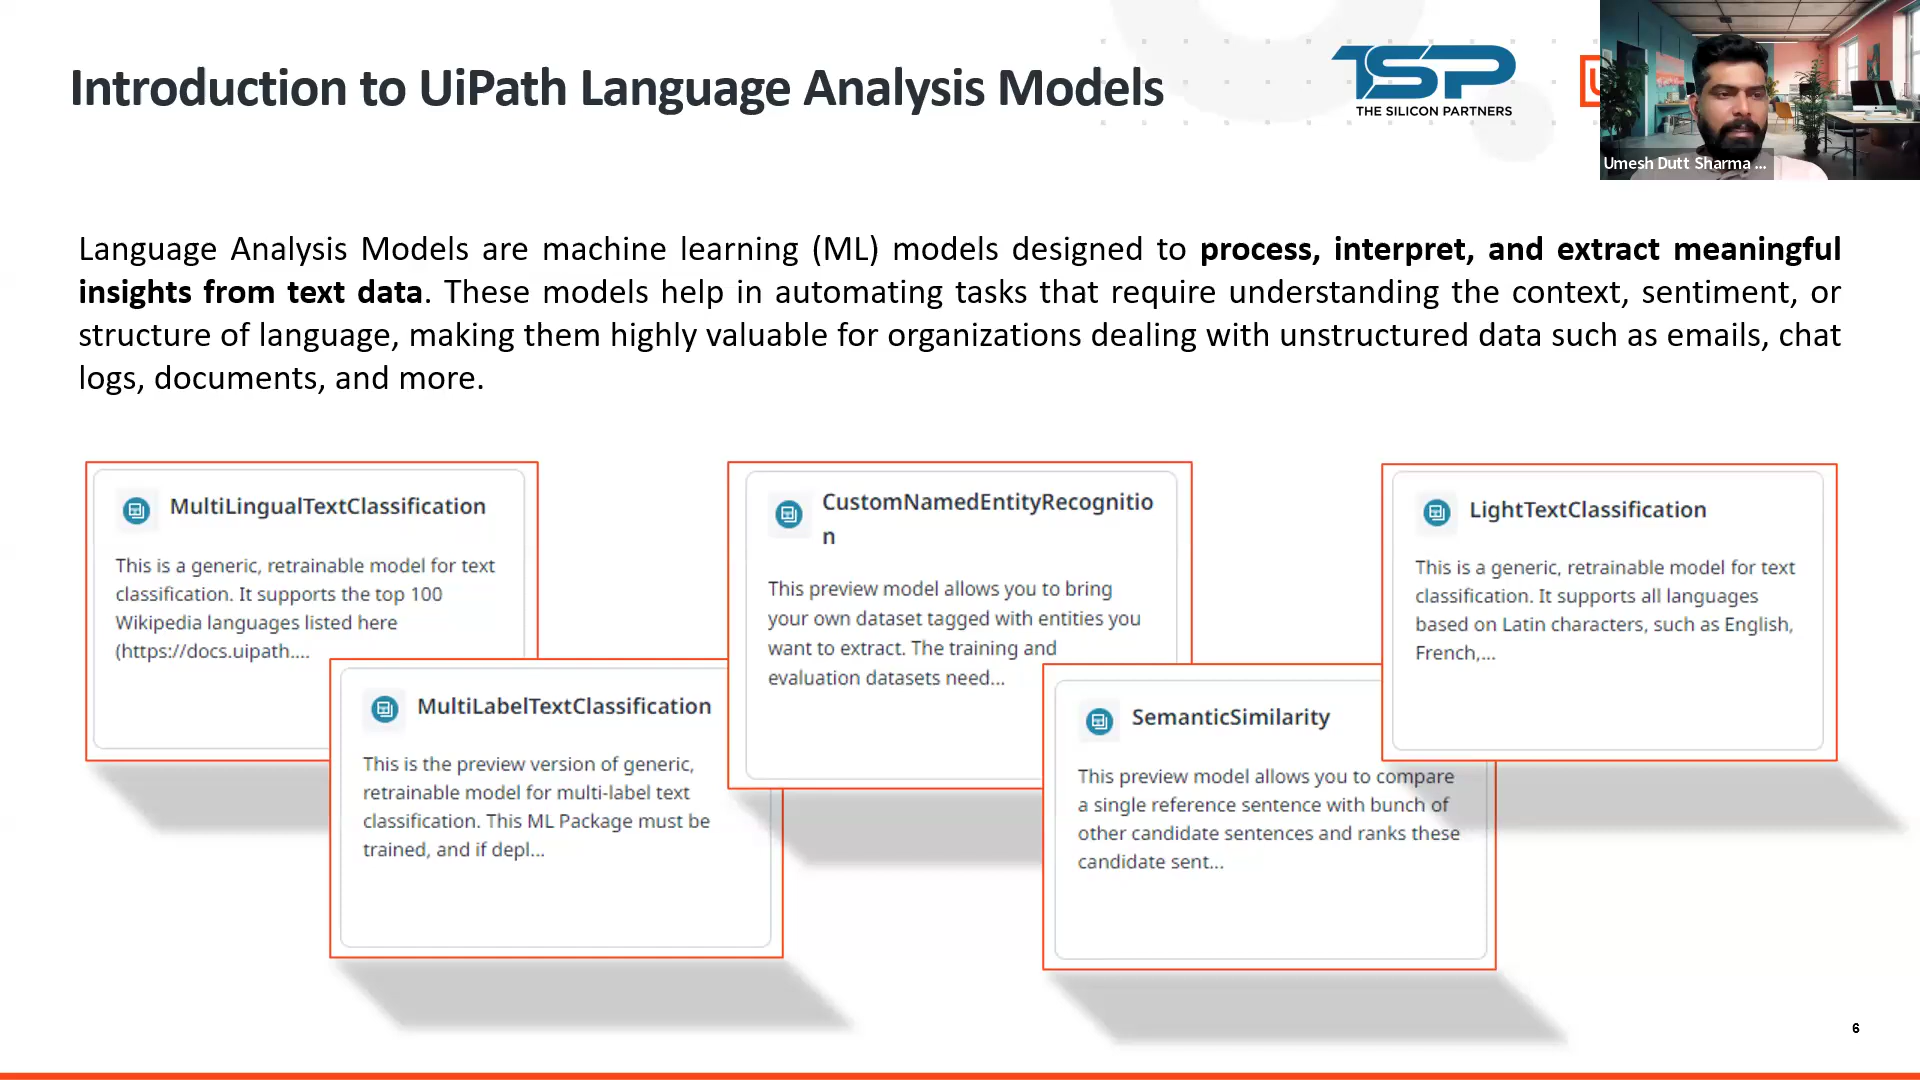 Introduction to UiPath Language Analysis Models
TSP
THE SILICON PARTNERS
Umesh Dutt Sharma ...
Language Analysis Models are machine learning (ML) models designed to process, interpret, and extract meaningful
insights from text data. These models help in automating tasks that require understanding the context, sentiment, or
structure of language, making them highly valuable for organizations dealing with unstructured data such as emails, chat
logs, documents, and more.
MultiLingualTextClassification
This is a generic, retrainable model for text
classification. It supports the top 100
Wikipedia languages listed here
(https://docs.uipath....
MultiLabelTextClassification
This is the preview version of generic,
retrainable model for multi-label text
classification. This ML Package must be
trained, and if depl...
CustomNamedEntityRecognitio
n
This preview model allows you to bring
your own dataset tagged with entities you
want to extract. The training and
evaluation datasets need...
SemanticSimilarity
This preview model allows you to compare
a single reference sentence with bunch of
other candidate sentences and ranks these
candidate sent...
LightTextClassification
This is a generic, retrainable model for text
classification. It supports all languages
based on Latin characters, such as English,
French,...
6